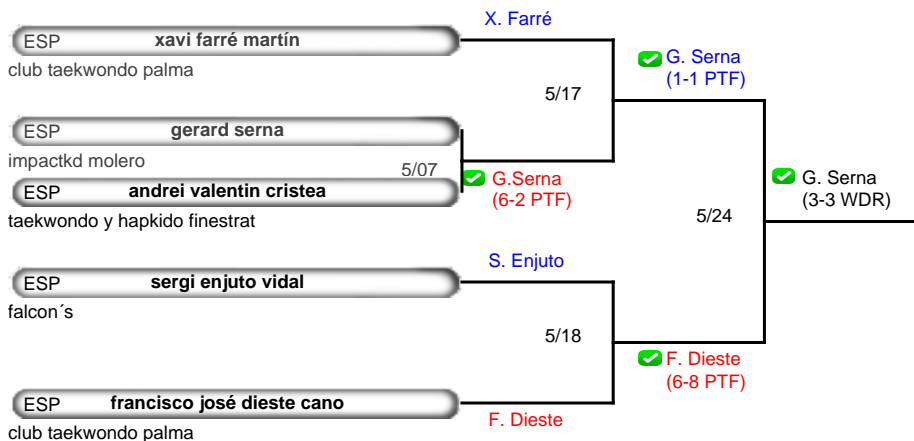 X. Farré
ESP xavi farré martín
club taekwondo palma
G. Serna
(1-1 PTF)
5/17
ESP gerard serna
impactkd molero
5/07
G.Serna
(6-2 PTF)
ESP andrei valentin cristea
taekwondo y hapkido finestrat
G. Serna
(3-3 WDR)
5/24
S. Enjuto
ESP sergi enjuto vidal
falcon´s
5/18
F. Dieste
(6-8 PTF)
ESP francisco josé dieste cano
F. Dieste
club taekwondo palma